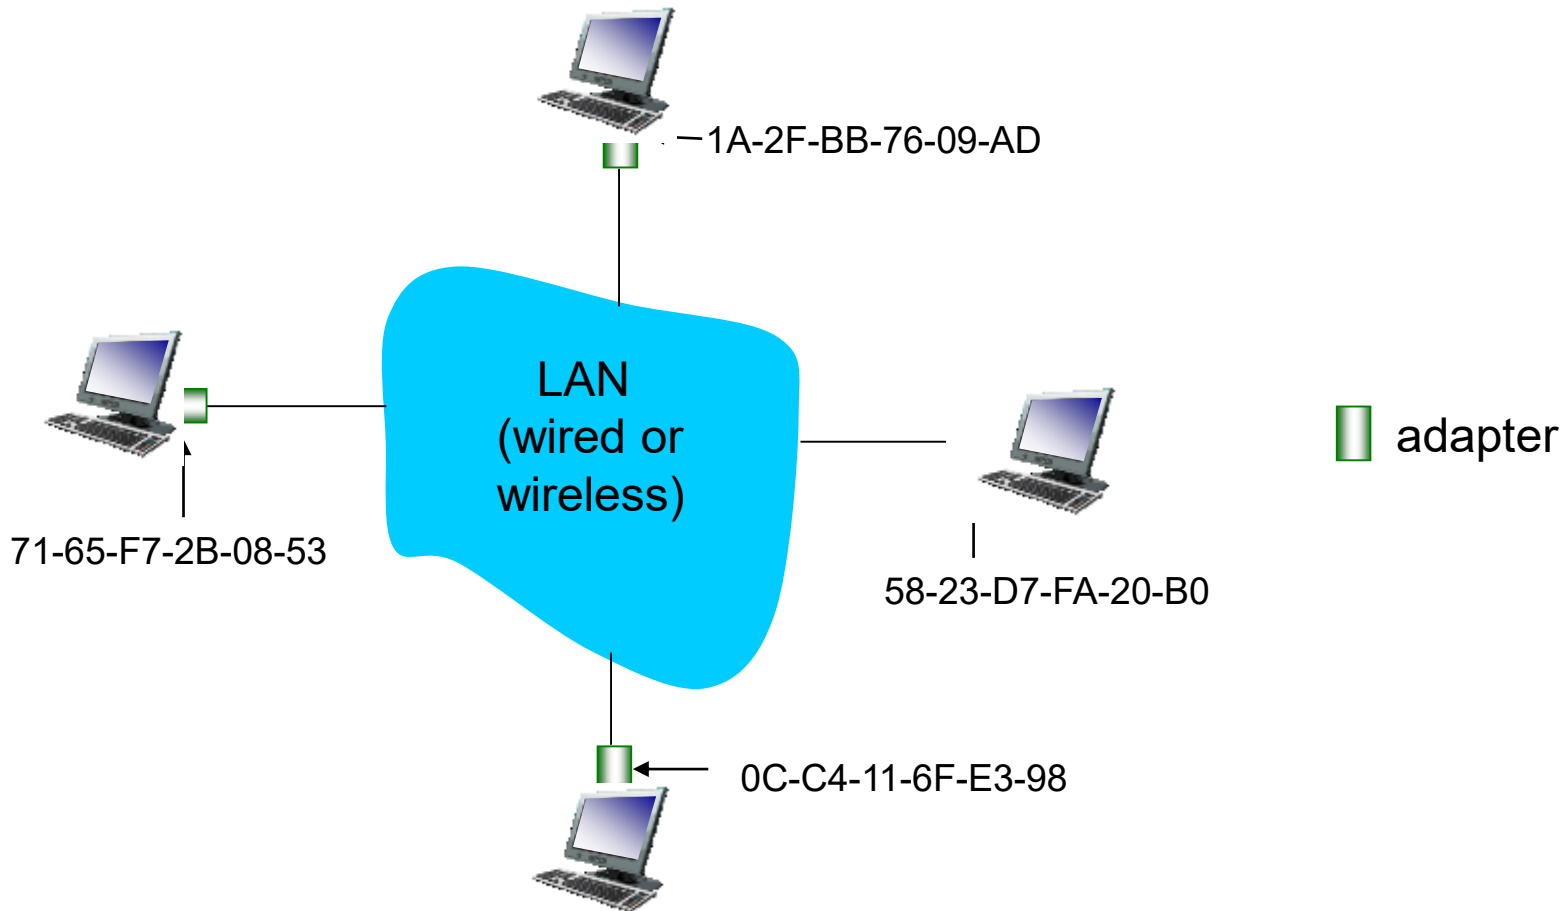 1A-2F-BB-76-09-AD
LAN
(wired or
wireless)
adapter
71-65-F7-2B-08-53
58-23-D7-FA-20-B0
0C-C4-11-6F-E3-98